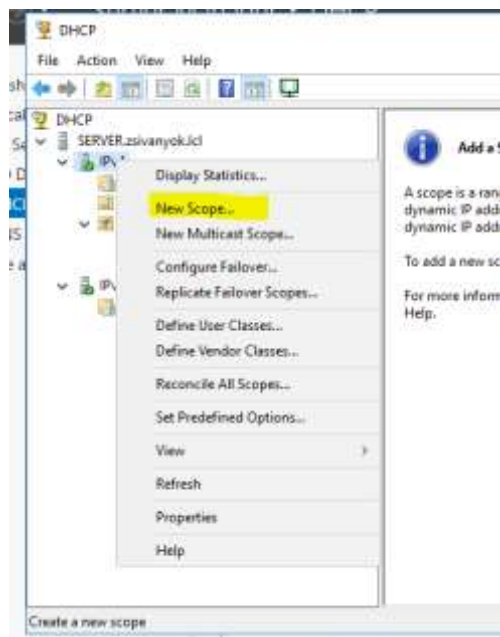 DHCP
File Action View Help
DHCP
SERVER.zsivanyok.lcl
Display Statistics...
New Scope...
New Multicast Scope...
Configure Failover...
Replicate Failover Scopes...
Define User Classes...
Define Vendor Classes...
Reconcile All Scopes...
Set Predefined Options...
View
Refresh
Properties
Help
Add a S
A scope is a ran
dynamic IP addr
dynamic IP addr
To add a new sc
For more inform
Help.
Create a new scope